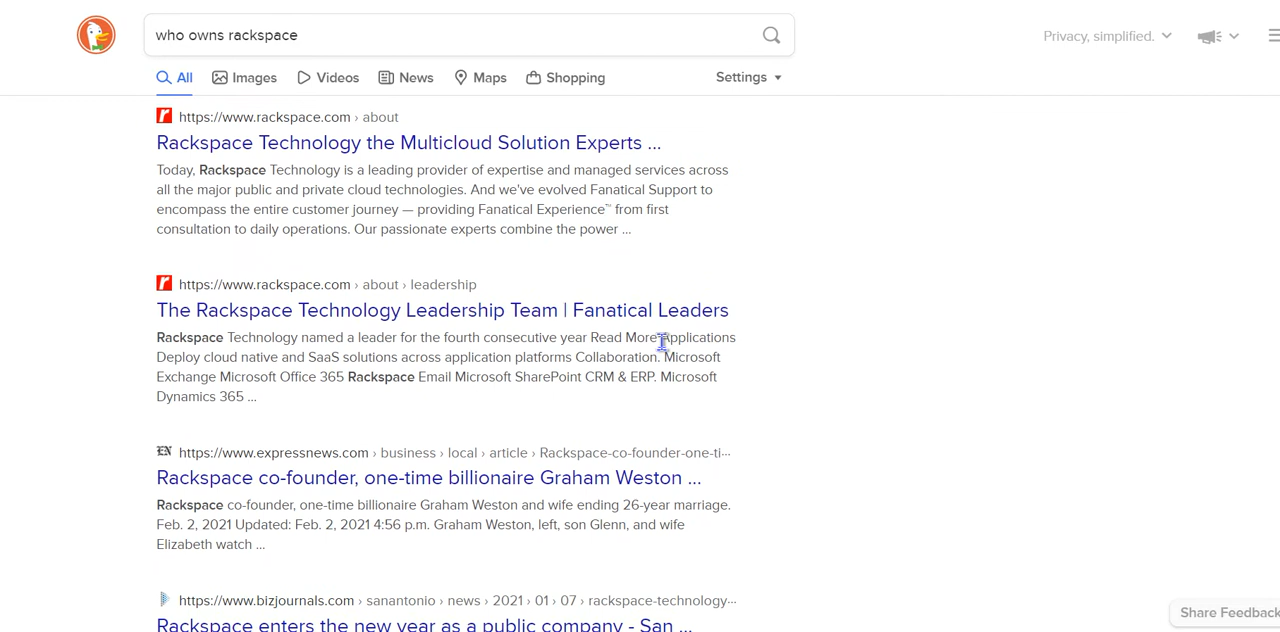 who owns rackspace
Privacy, simplified.
All Images Videos News Maps Shopping Settings
https://www.rackspace.com › about
Rackspace Technology the Multicloud Solution Experts ...
Today, Rackspace Technology is a leading provider of expertise and managed services across
all the major public and private cloud technologies. And we've evolved Fanatical Support to
encompass the entire customer journey — providing Fanatical Experience™ from first
consultation to daily operations. Our passionate experts combine the power ...
https://www.rackspace.com › about › leadership
The Rackspace Technology Leadership Team | Fanatical Leaders
Rackspace Technology named a leader for the fourth consecutive year Read More Applications
Deploy cloud native and SaaS solutions across application platforms Collaboration. Microsoft
Exchange Microsoft Office 365 Rackspace Email Microsoft SharePoint CRM & ERP. Microsoft
Dynamics 365 ...
https://www.expressnews.com › business › local › article › Rackspace-co-founder-one-ti...
Rackspace co-founder, one-time billionaire Graham Weston ...
Rackspace co-founder, one-time billionaire Graham Weston and wife ending 26-year marriage.
Feb. 2, 2021 Updated: Feb. 2, 2021 4:56 p.m. Graham Weston, left, son Glenn, and wife
Elizabeth watch ...
https://www.bizjournals.com › sanantonio › news › 2021 › 01 › 07 › rackspace-technology...
Rackspace enters the new year as a public company - San ...
Share Feedback